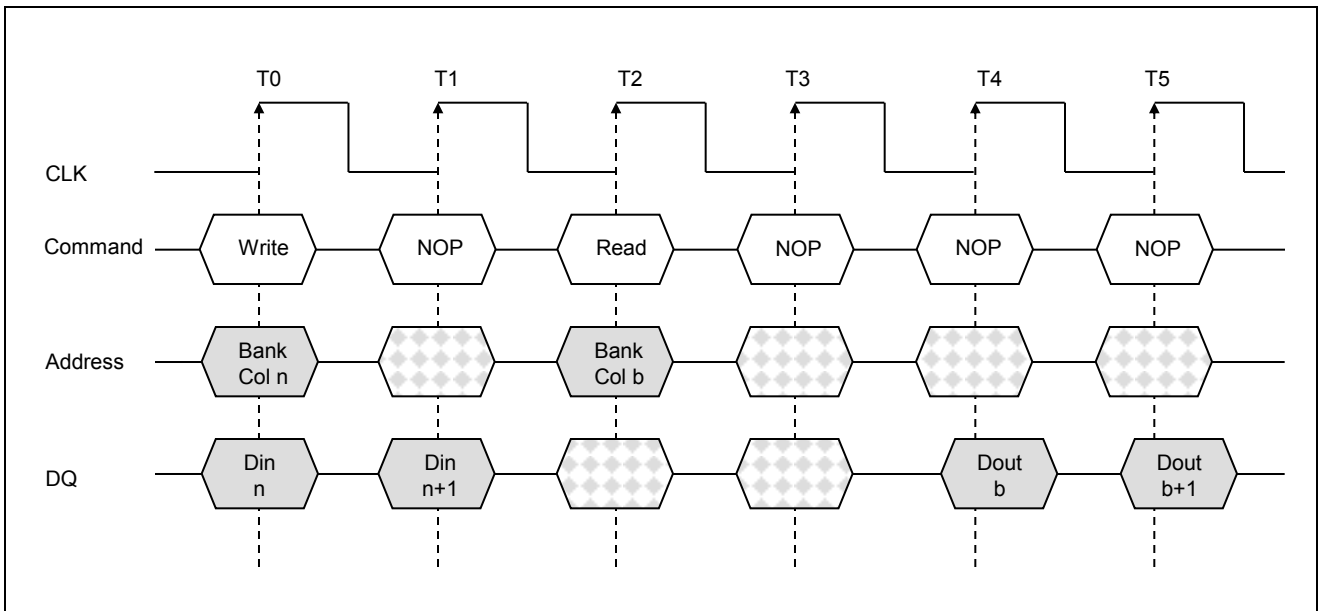 T0 T1 T2 T3 T4 T5
CLK
Command Write NOP Read NOP NOP NOP
Address
Bank
Col n
Bank
Col b
DQ
Din
n
Din
n+1
Dout
b
Dout
b+1